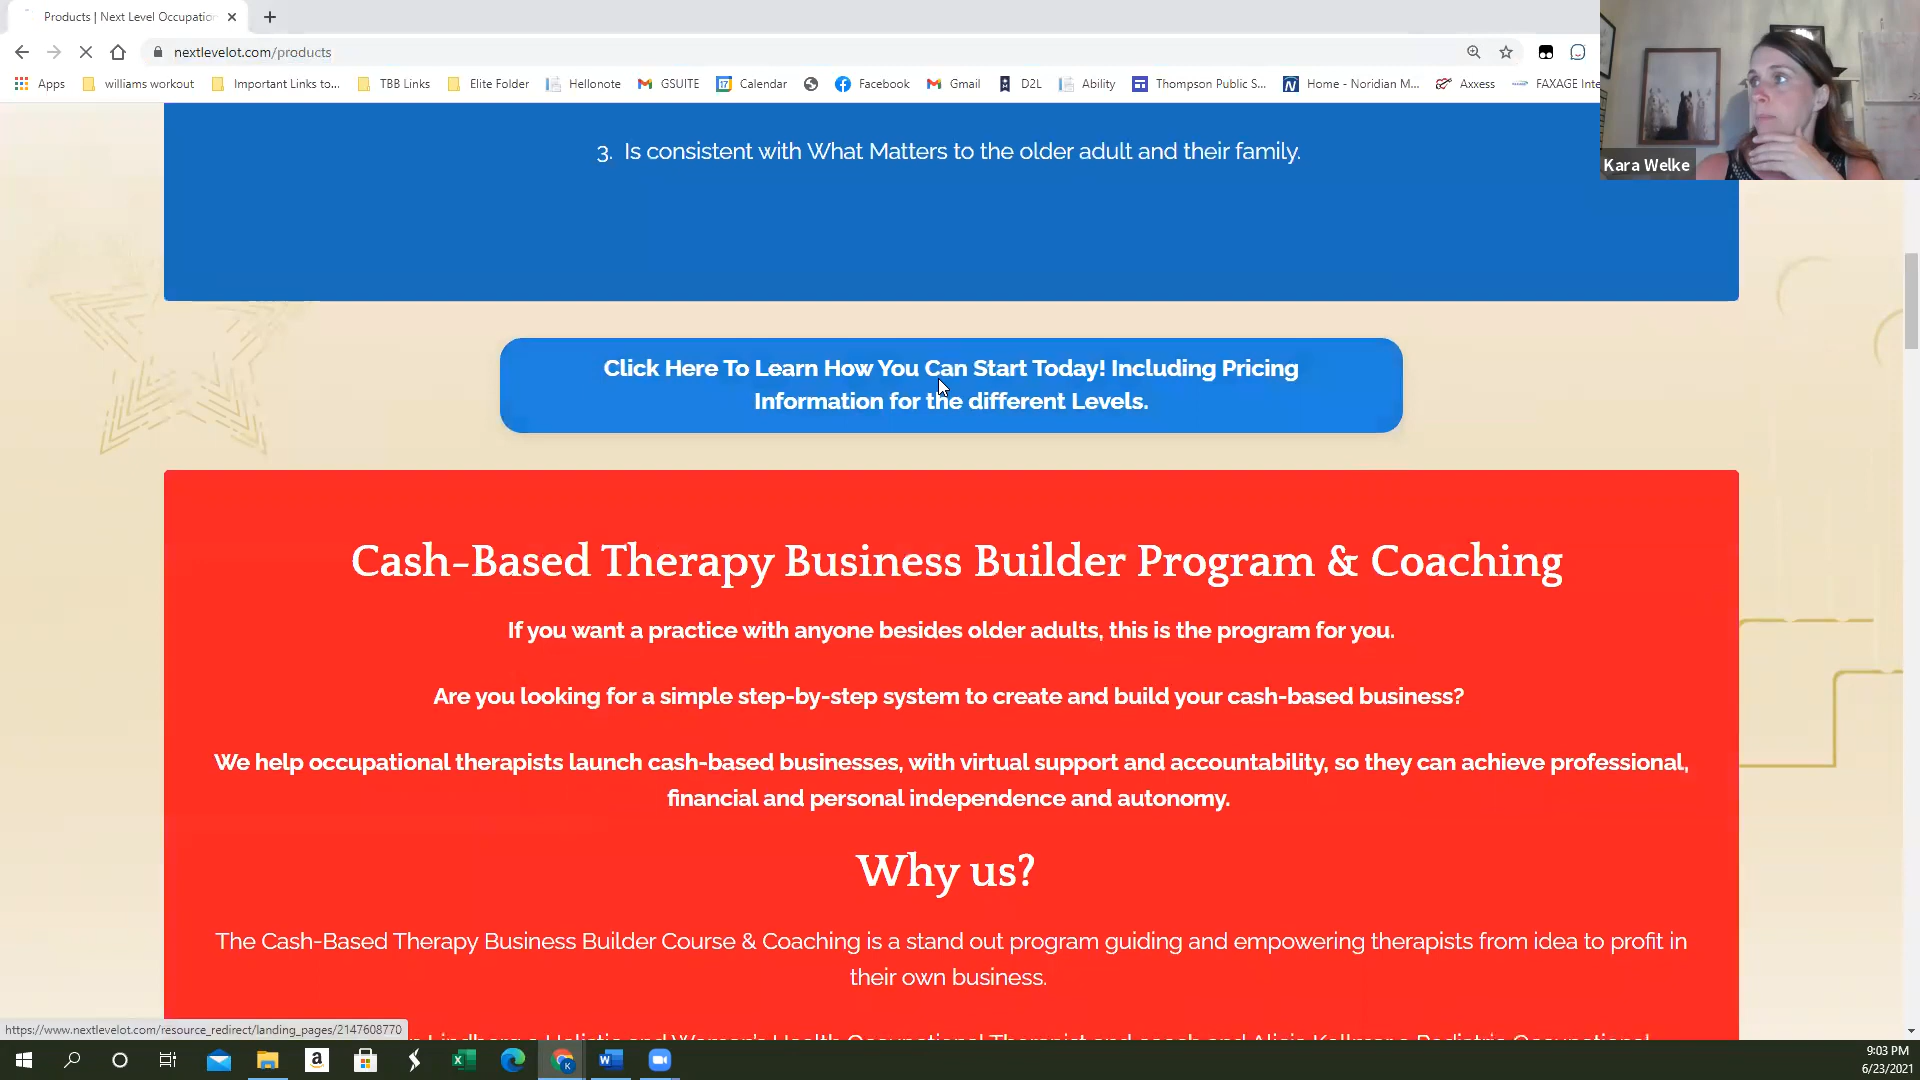 Products | Next Level Occupatio
nextlevelot.com/products
Apps
williams workout
Important Links to...
TBB Links
Elite Folder
Hellonote
GSUITE
Calendar
Facebook
Gmail
D2L
Ability
Thompson Public S...
Home - Noridian M...
Axxess
FAXAGE Inte
Kara Welke
3. Is consistent with What Matters to the older adult and their family.
Click Here To Learn How You Can Start Today! Including Pricing
Information for the different Levels.
Cash-Based Therapy Business Builder Program & Coaching
If you want a practice with anyone besides older adults, this is the program for you.
Are you looking for a simple step-by-step system to create and build your cash-based business?
We help occupational therapists launch cash-based businesses, with virtual support and accountability, so they can achieve professional,
financial and personal independence and autonomy.
Why us?
The Cash-Based Therapy Business Builder Course & Coaching is a stand out program guiding and empowering therapists from idea to profit in
their own business.
https://www.nextlevelot.com/resource_redirect/landing_pages/2147608770
9:03 PM
6/23/2021